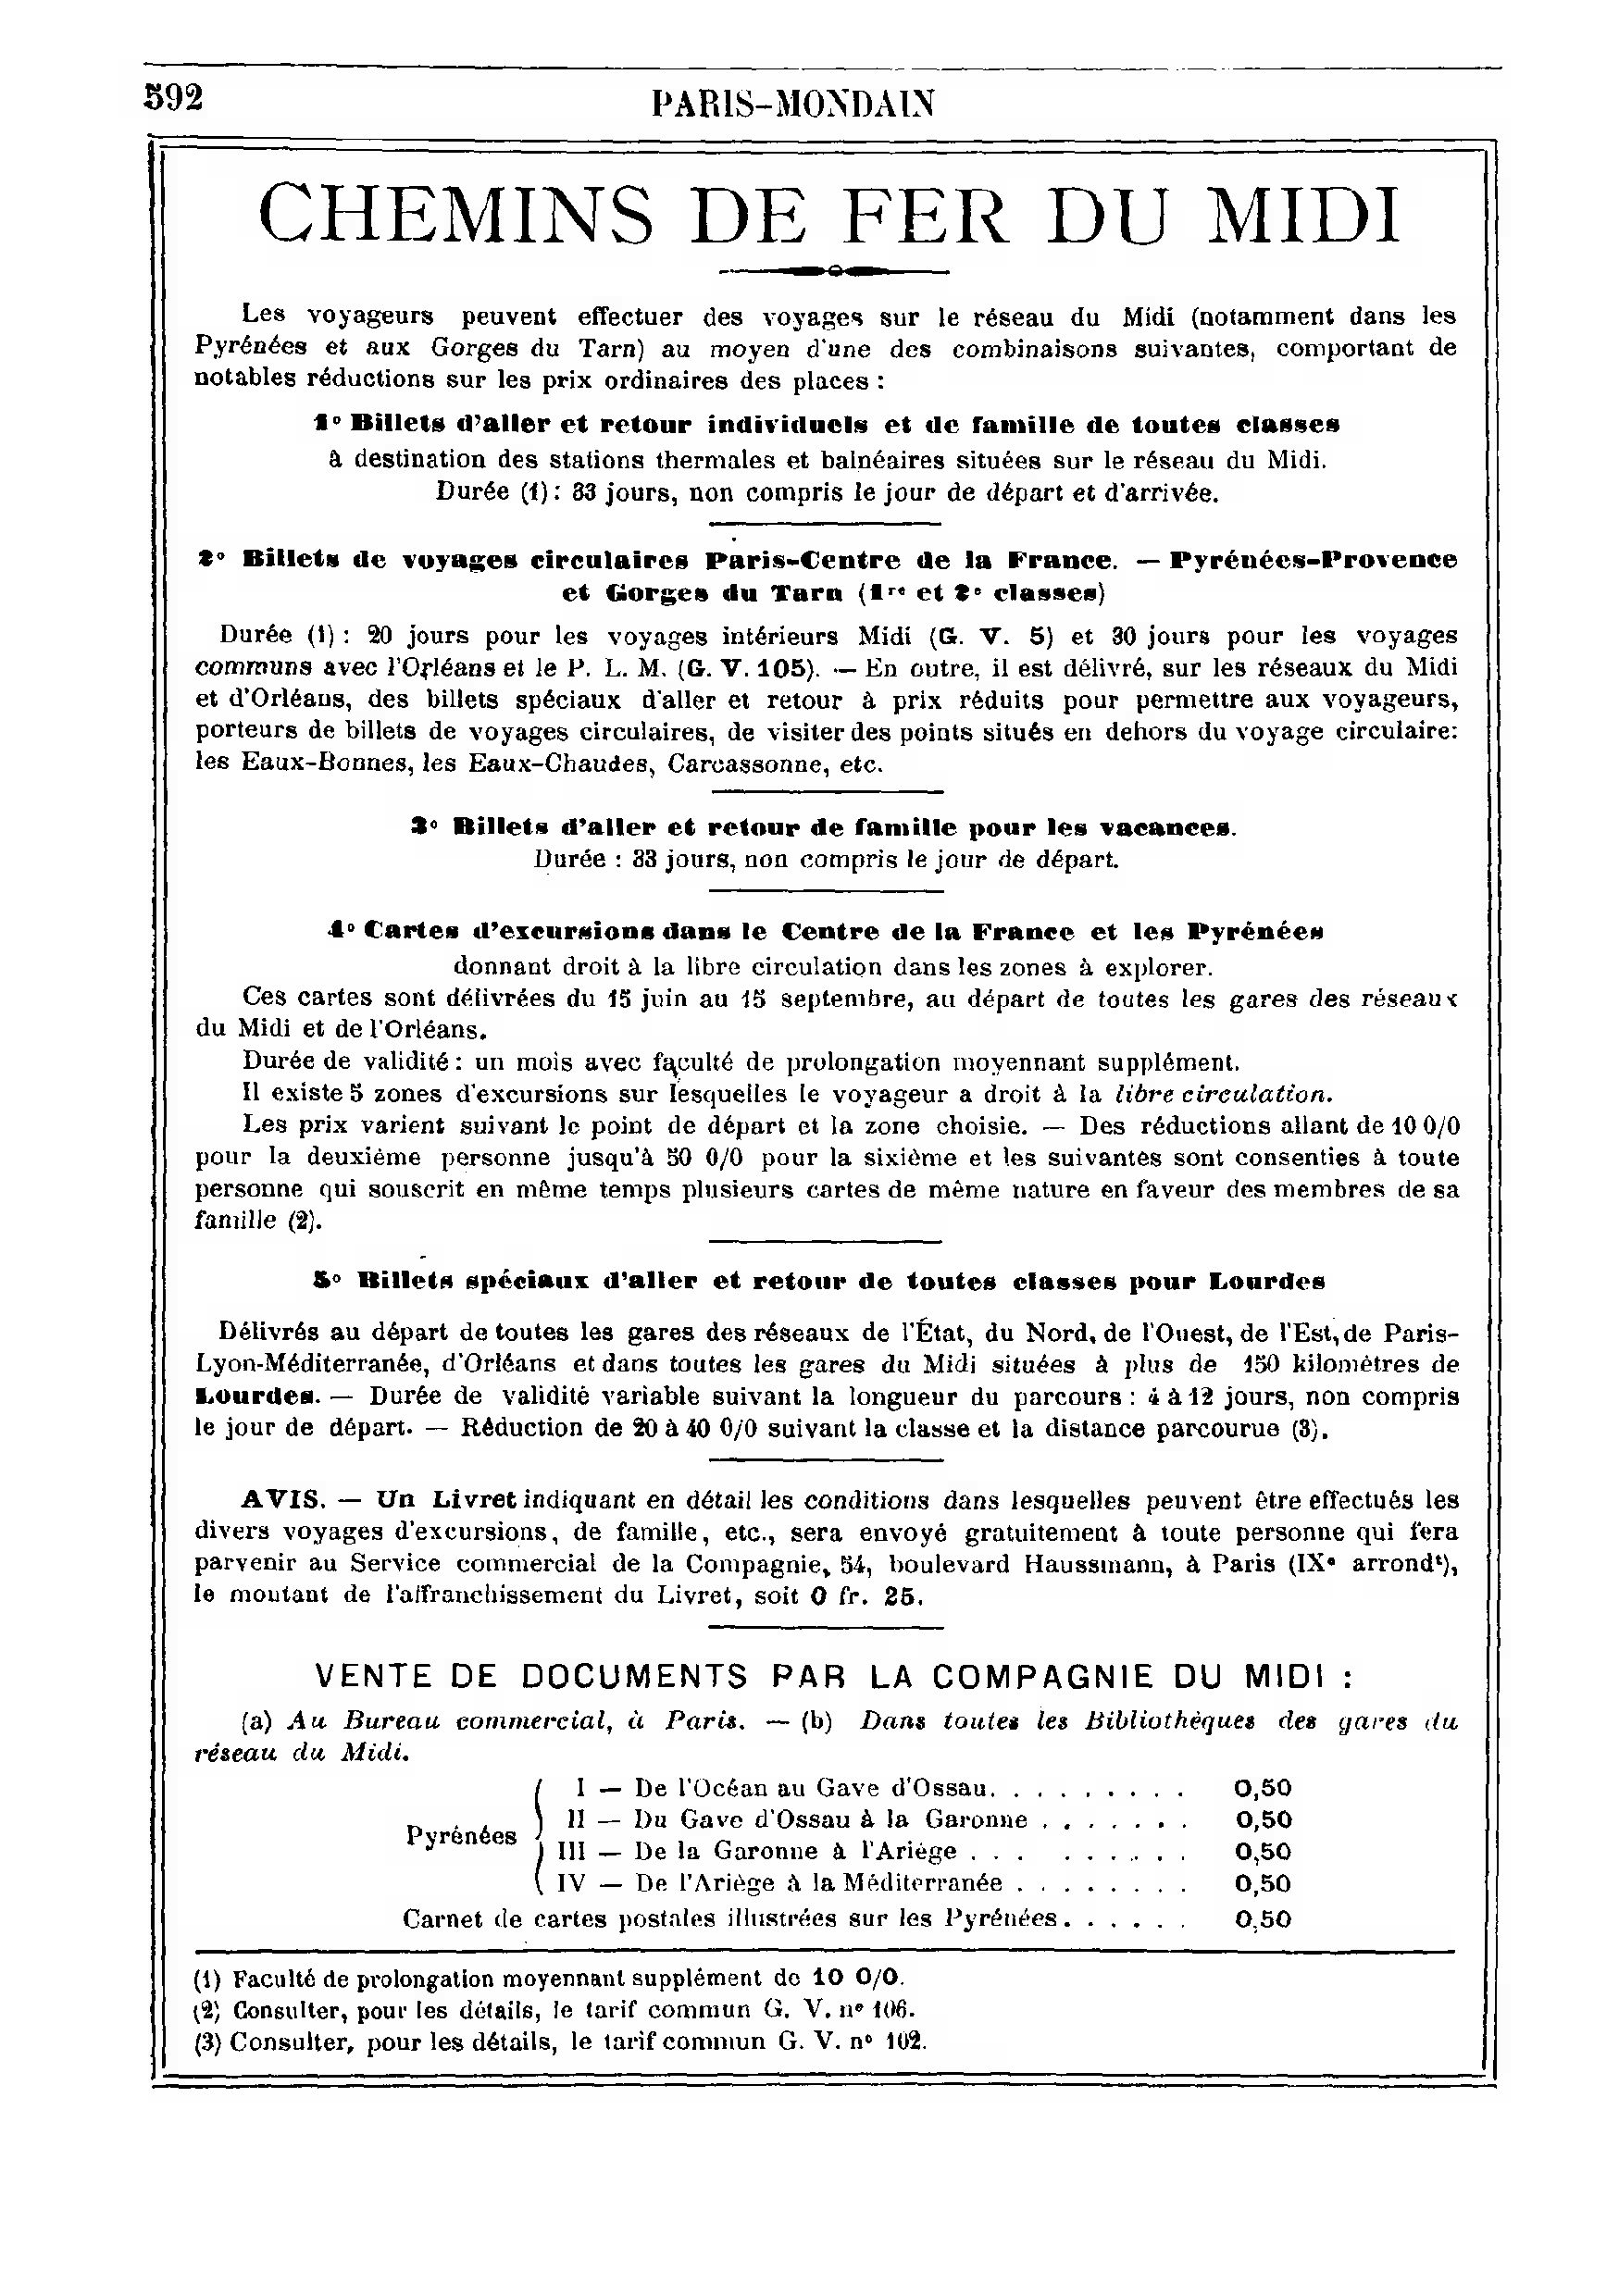 592
PARIS-MONDAIN
CHEMINS DE FER DU MIDI
Les voyageurs peuvent effectuer des voyages sur le réseau du Midi (notamment dans les
Pyrénées et aux Gorges du Tarn) au moyen d'une des combinaisons suivantes, comportant de
notables réductions sur les prix ordinaires des places :
1º Billets d'aller et retour individuels et de famille de toutes classes
à destination des stations thermales et balnéaires situées sur le réseau du Midi.
Durée (1) : 33 jours, non compris le jour de départ et d'arrivée.
2º Billets de voyages circulaires Paris-Centre de la France. — Pyrénées-Provence
et Gorges du Tarn (1re et 2e classes)
Durée (1) : 20 jours pour les voyages intérieurs Midi (G. V. 5) et 30 jours pour les voyages
communs avec l'Orléans et le P. L. M. (G. V. 105). — En outre, il est délivré, sur les réseaux du Midi
et d'Orléans, des billets spéciaux d'aller et retour à prix réduits pour permettre aux voyageurs,
porteurs de billets de voyages circulaires, de visiter des points situés en dehors du voyage circulaire:
les Eaux-Bonnes, les Eaux-Chaudes, Carcassonne, etc.
3º Billets d'aller et retour de famille pour les vacances.
Durée : 33 jours, non compris le jour de départ.
4º Cartes d'excursions dans le Centre de la France et les Pyrénées
donnant droit à la libre circulation dans les zones à explorer.
Ces cartes sont délivrées du 15 juin au 15 septembre, au départ de toutes les gares des réseaux
du Midi et de l'Orléans.
Durée de validité : un mois avec faculté de prolongation moyennant supplément.
Il existe 5 zones d'excursions sur lesquelles le voyageur a droit à la libre circulation.
Les prix varient suivant le point de départ et la zone choisie. — Des réductions allant de 10 0/0
pour la deuxième personne jusqu'à 50 0/0 pour la sixième et les suivantes sont consenties à toute
personne qui souscrit en même temps plusieurs cartes de même nature en faveur des membres de sa
famille (2).
5º Billets spéciaux d'aller et retour de toutes classes pour Lourdes
Délivrés au départ de toutes les gares des réseaux de l'État, du Nord, de l'Ouest, de l'Est, de Paris-
Lyon-Méditerranée, d'Orléans et dans toutes les gares du Midi situées à plus de 150 kilomètres de
Lourdes. — Durée de validité variable suivant la longueur du parcours : 4 à 12 jours, non compris
le jour de départ. — Réduction de 20 à 40 0/0 suivant la classe et la distance parcourue (3).
AVIS. — Un Livret indiquant en détail les conditions dans lesquelles peuvent être effectués les
divers voyages d'excursions, de famille, etc., sera envoyé gratuitement à toute personne qui fera
parvenir au Service commercial de la Compagnie, 54, boulevard Haussmann, à Paris (IXe arrondt),
le montant de l'affranchissement du Livret, soit 0 fr. 25.
VENTE DE DOCUMENTS PAR LA COMPAGNIE DU MIDI :
(a) Au Bureau commercial, à Paris. — (b) Dans toutes les Bibliothèques des gares du
réseau du Midi.
I — De l'Océan au Gave d'Ossau. . . . . . . . . 0,50
II — Du Gave d'Ossau à la Garonne . . . . . . . 0,50
Pyrénées
III — De la Garonne à l'Ariège . . . . . . . . . 0,50
IV — De l'Ariège à la Méditerranée . . . . . . . . 0,50
Carnet de cartes postales illustrées sur les Pyrénées. . . . . . 0,50
(1) Faculté de prolongation moyennant supplément de 10 0/0.
(2) Consulter, pour les détails, le tarif commun G. V. nº 106.
(3) Consulter, pour les détails, le tarif commun G. V. nº 102.